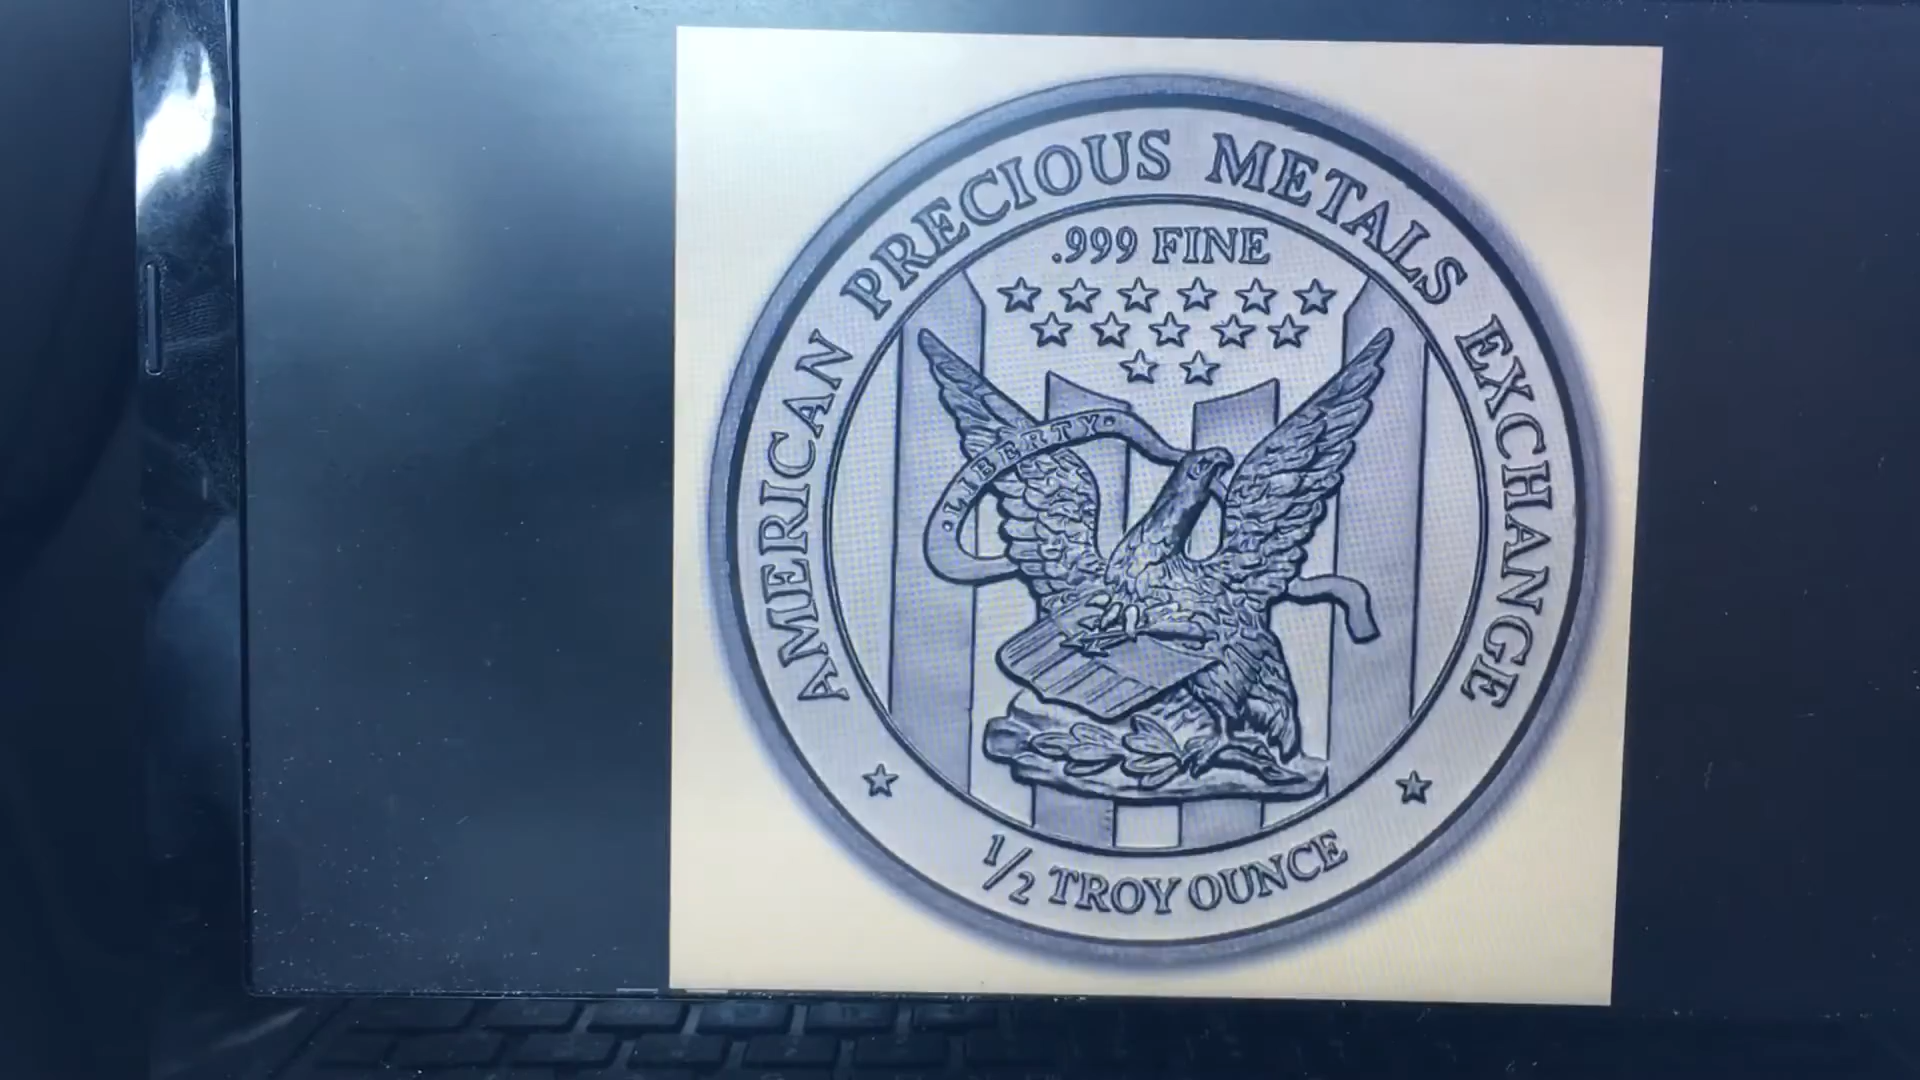 AMERICAN PRECIOUS METALS EXCHANGE
.999 FINE
·LIBERTY·
1/2 TROY OUNCE